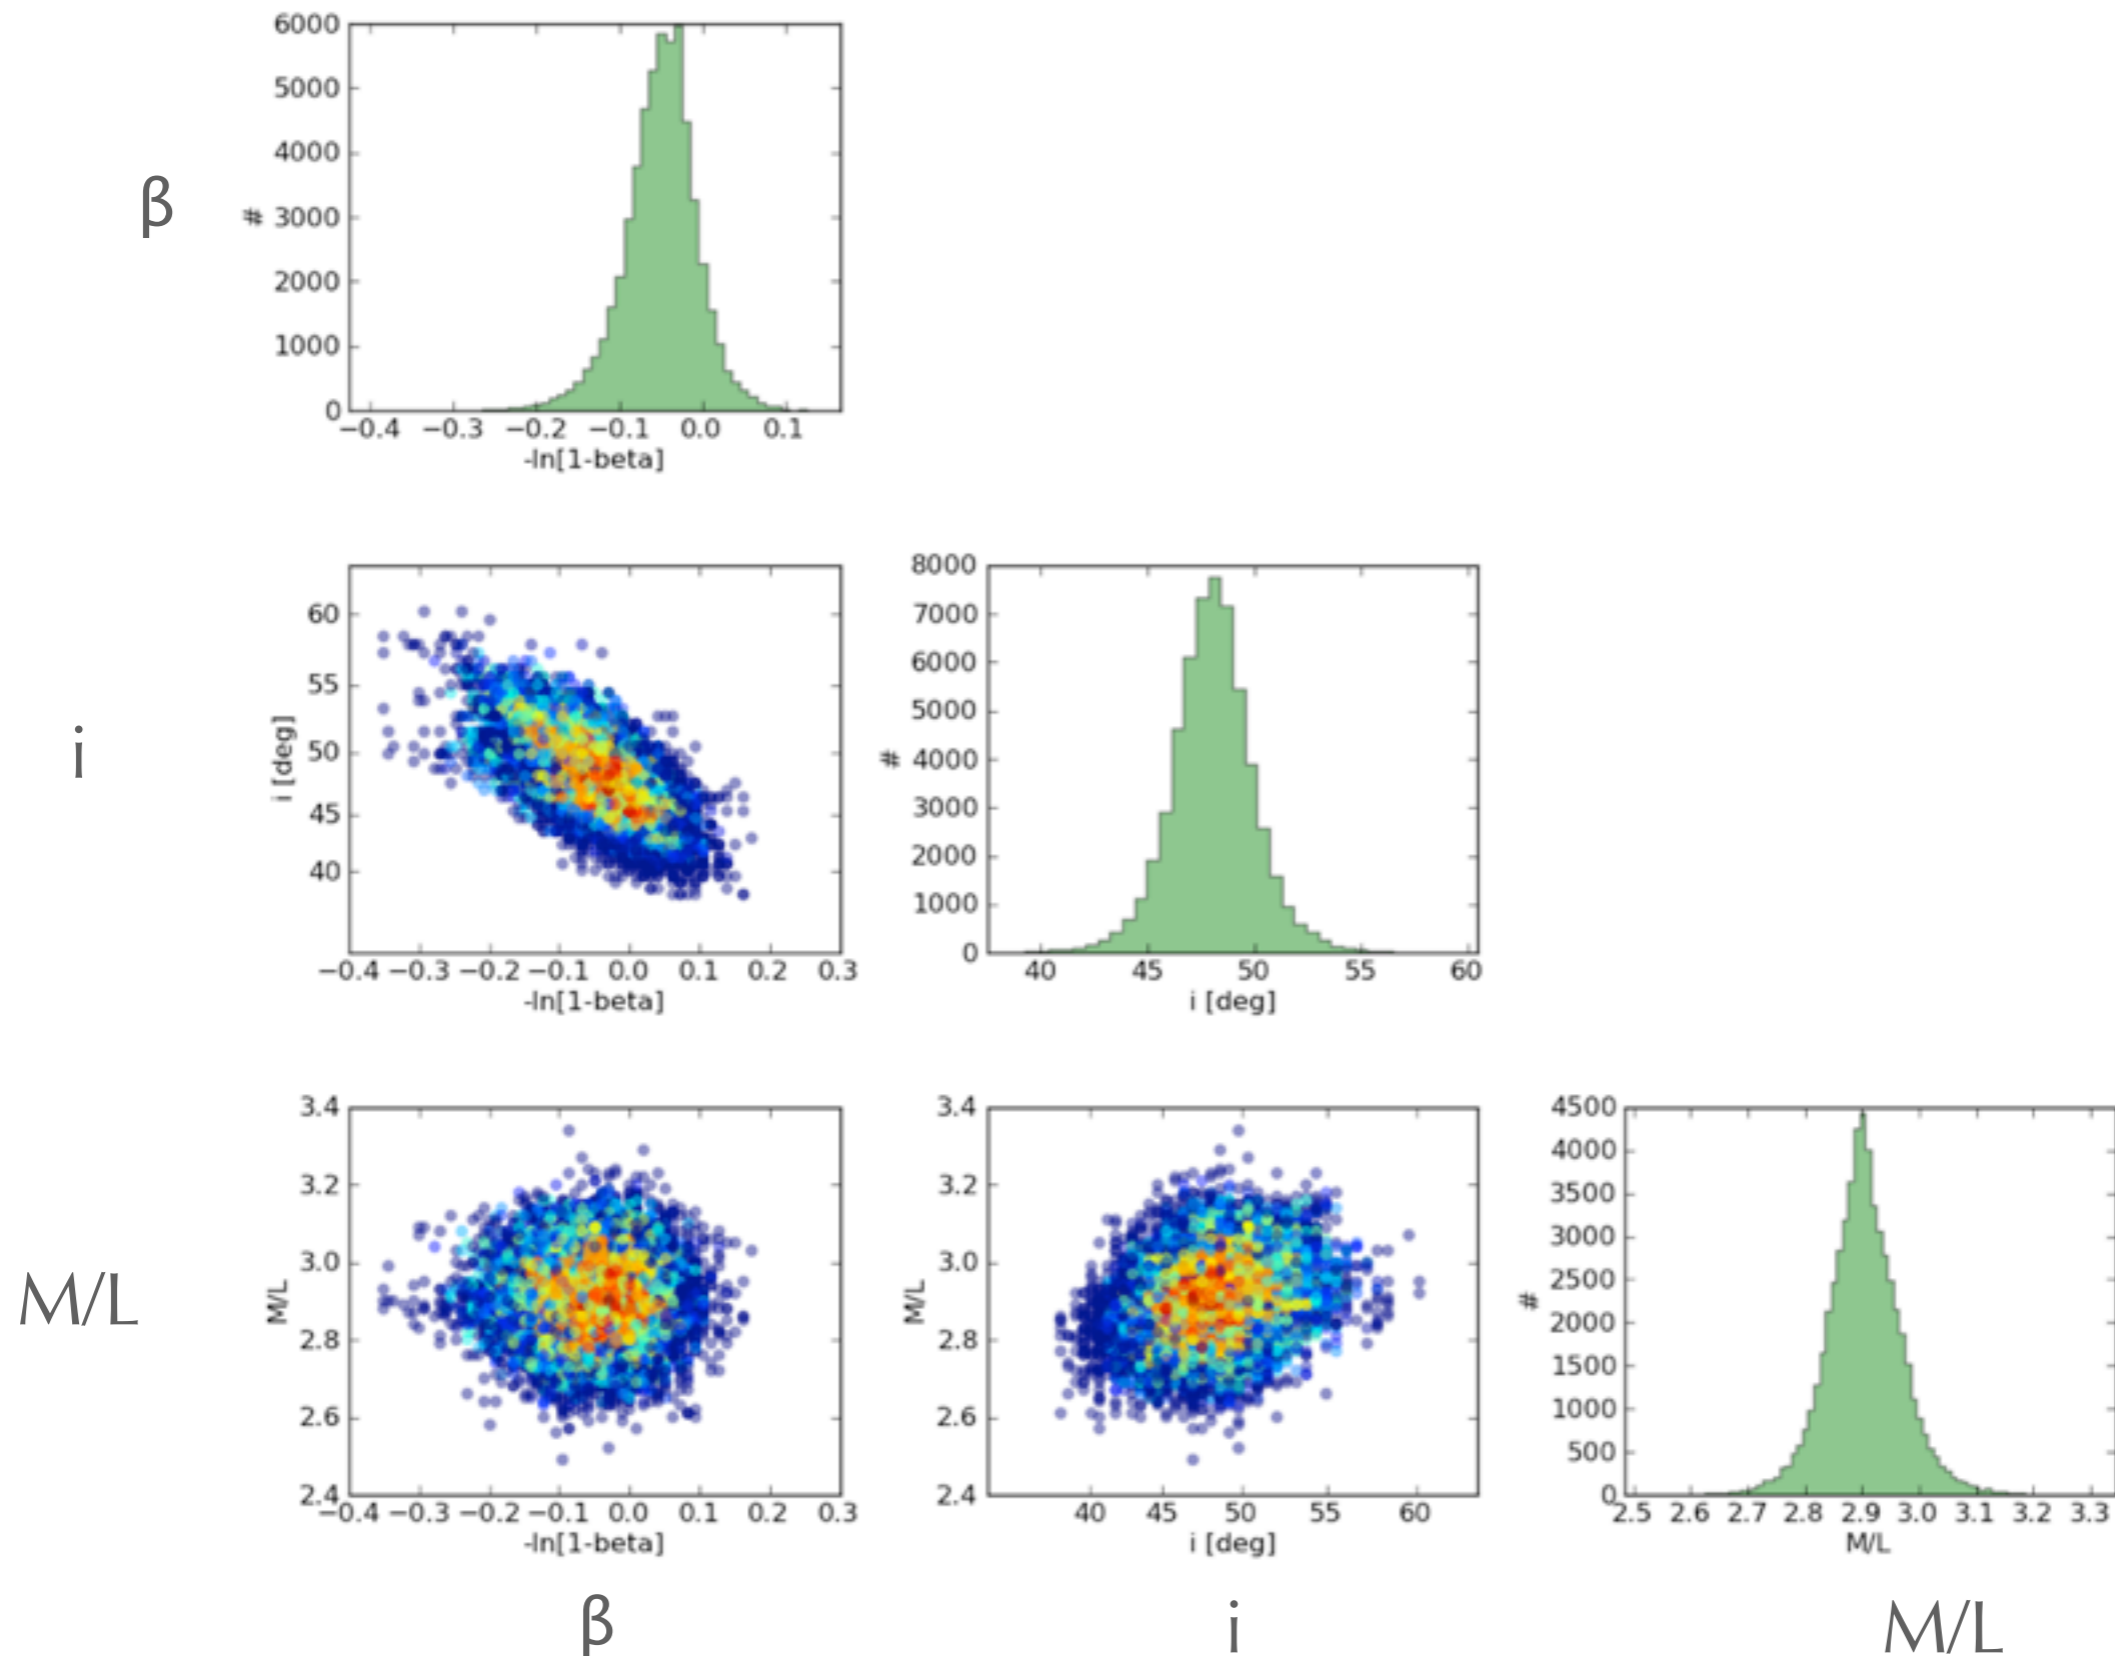 6000
5000
4000
3000
2000
1000
0
#
β
−0.4 −0.3 −0.2 −0.1 0.0 0.1
-ln[1-beta]
60
55
50
45
40
i [deg]
i
−0.4 −0.3 −0.2 −0.1 0.0 0.1 0.2 0.3
-ln[1-beta]
8000
7000
6000
5000
4000
3000
2000
1000
0
#
40 45 50 55 60
i [deg]
3.4
3.2
3.0
2.8
2.6
2.4
M/L
M/L
−0.4 −0.3 −0.2 −0.1 0.0 0.1 0.2 0.3
-ln[1-beta]
3.4
3.2
3.0
2.8
2.6
2.4
M/L
40 45 50 55 60
i [deg]
4500
4000
3500
3000
2500
2000
1500
1000
500
0
#
2.5 2.6 2.7 2.8 2.9 3.0 3.1 3.2 3.3
M/L
β i M/L